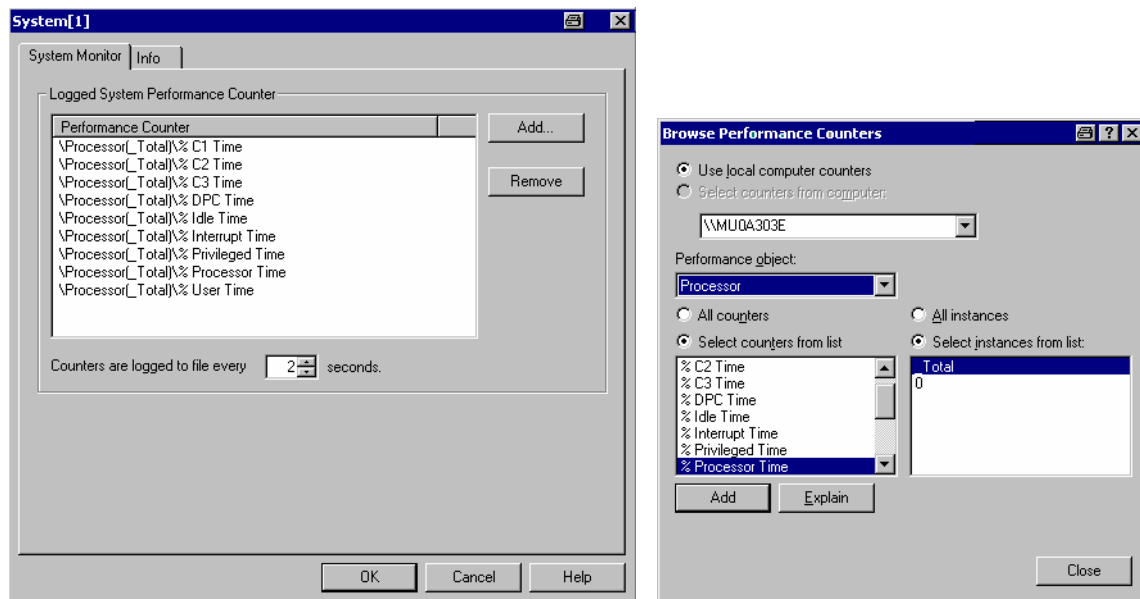 System[1]
System Monitor
Info
Logged System Performance Counter
Performance Counter
\Processor(_Total)\% C1 Time
\Processor(_Total)\% C2 Time
\Processor(_Total)\% C3 Time
\Processor(_Total)\% DPC Time
\Processor(_Total)\% Idle Time
\Processor(_Total)\% Interrupt Time
\Processor(_Total)\% Privileged Time
\Processor(_Total)\% Processor Time
\Processor(_Total)\% User Time
Add...
Remove
Counters are logged to file every 2 seconds.
OK
Cancel
Help
Browse Performance Counters
Use local computer counters
Select counters from computer:
\\MU0A303E
Performance object:
Processor
All counters
Select counters from list
% C2 Time
% C3 Time
% DPC Time
% Idle Time
% Interrupt Time
% Privileged Time
% Processor Time
All instances
Select instances from list:
_Total
0
Add
Explain
Close